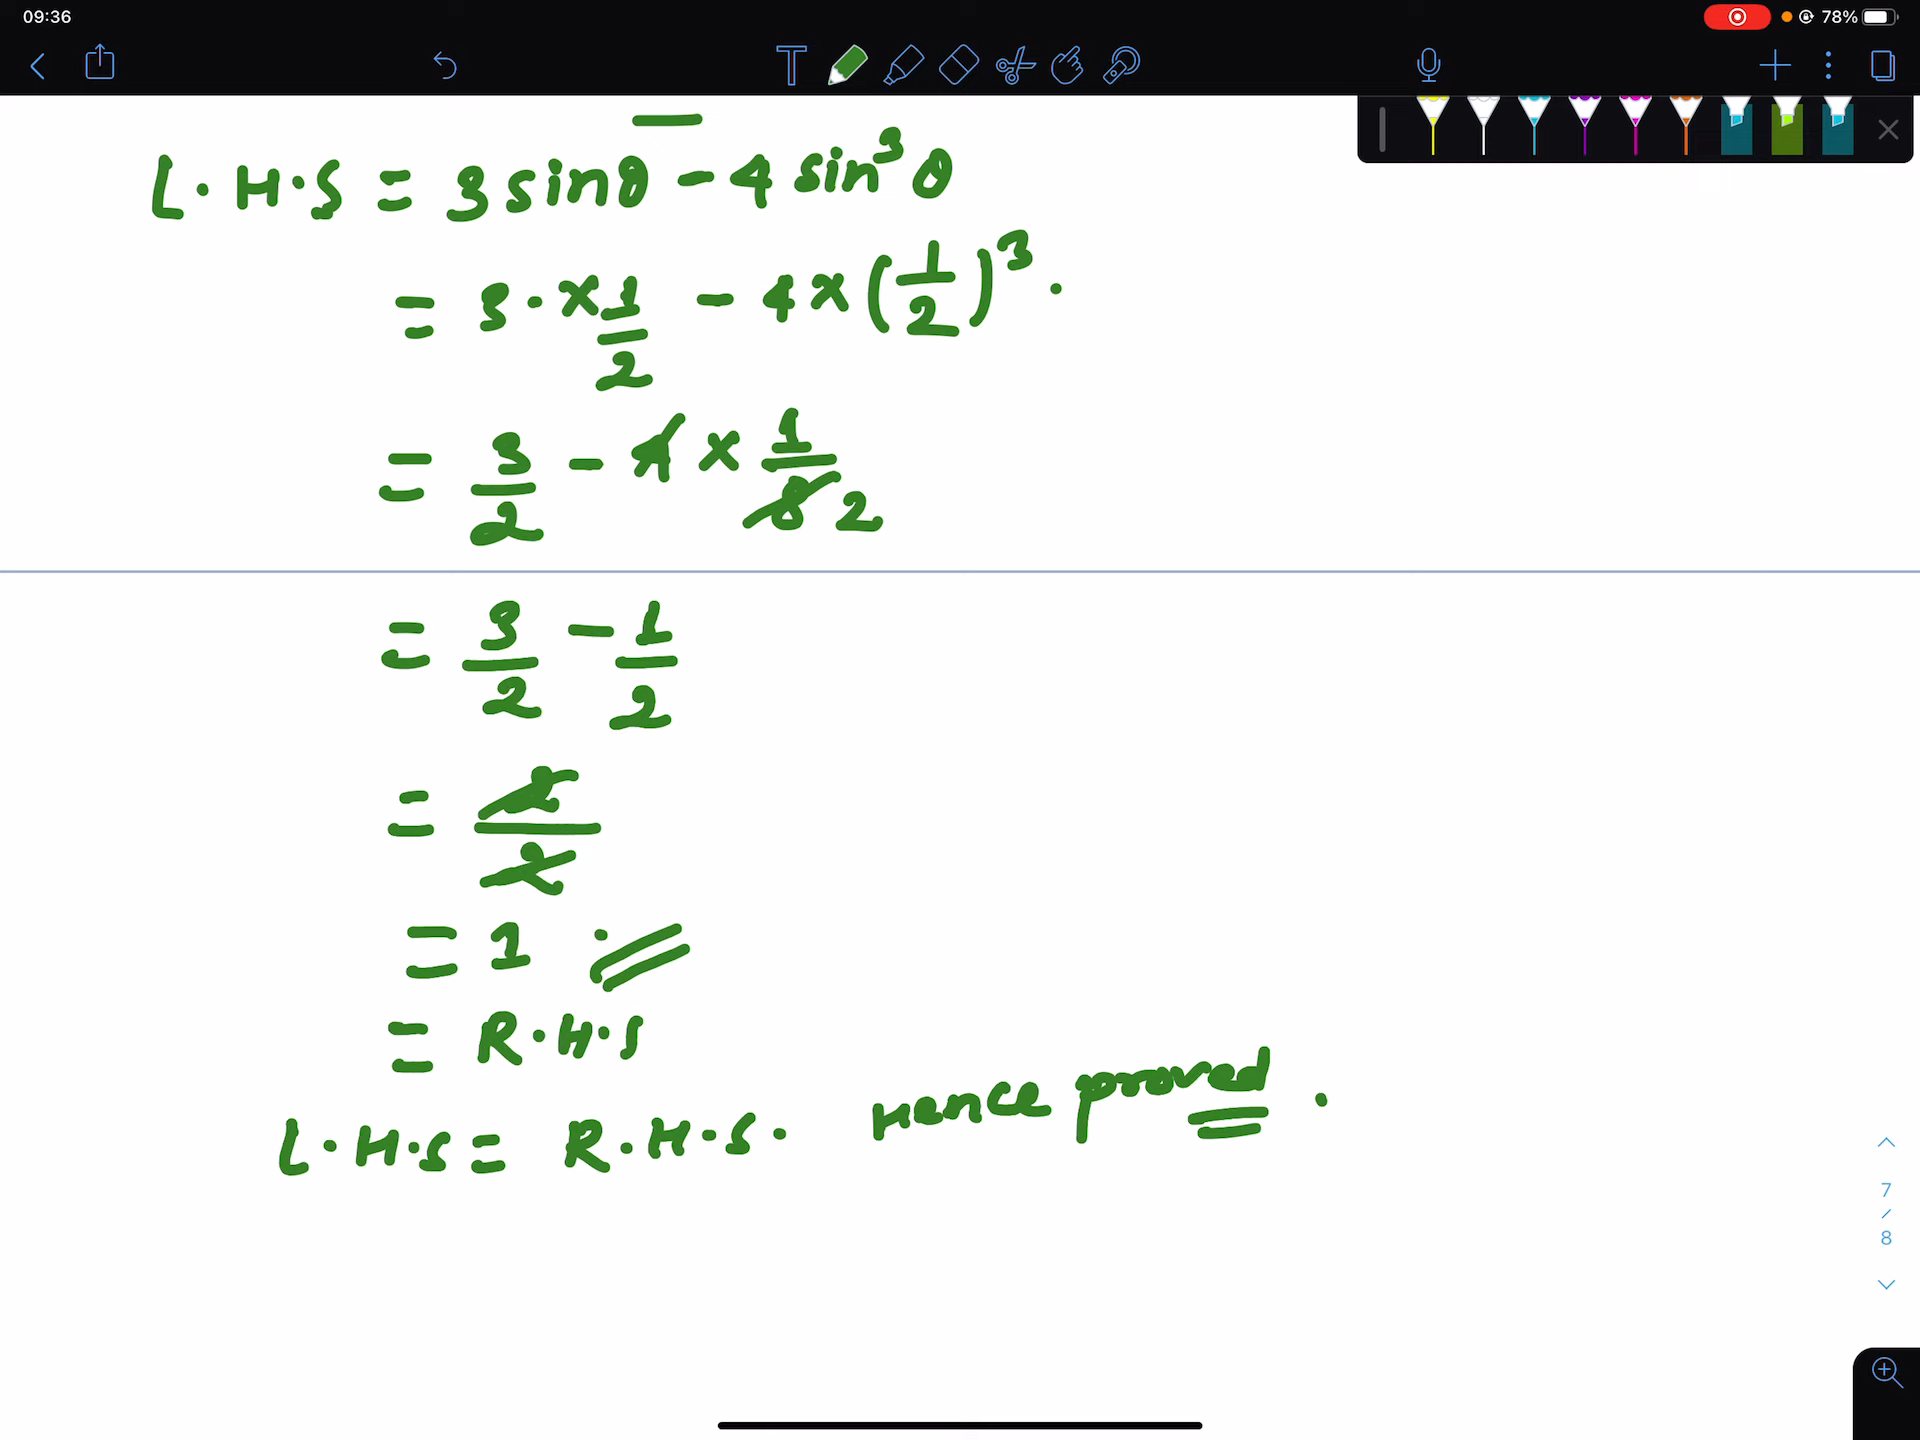 09:36 78%
L.H.S = 3 sinθ - 4 sin³ θ
= 3 · × 1/2 - 4 × (1/2)³ .
= 3/2 - 4 × 1/8 2
= 3/2 - 1/2
= 2/2
= 1 .
= R.H.S
L.H.S = R.H.S. Hence proved .
7
/
8